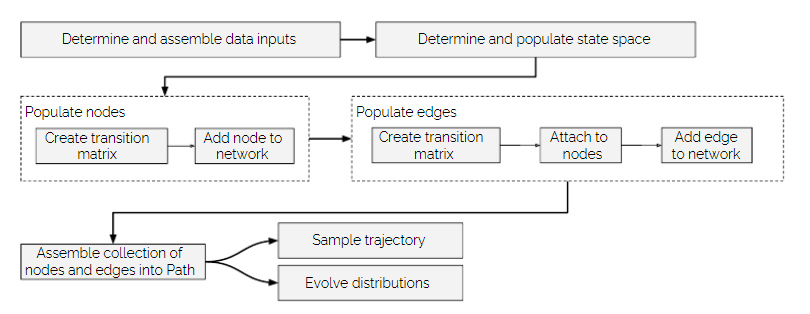 Determine and assemble data inputs
Determine and populate state space
Populate nodes
Create transition
matrix
Add node to
network
Populate edges
Create transition
matrix
Attach to
nodes
Add edge
to network
Assemble collection of
nodes and edges into Path
Sample trajectory
Evolve distributions